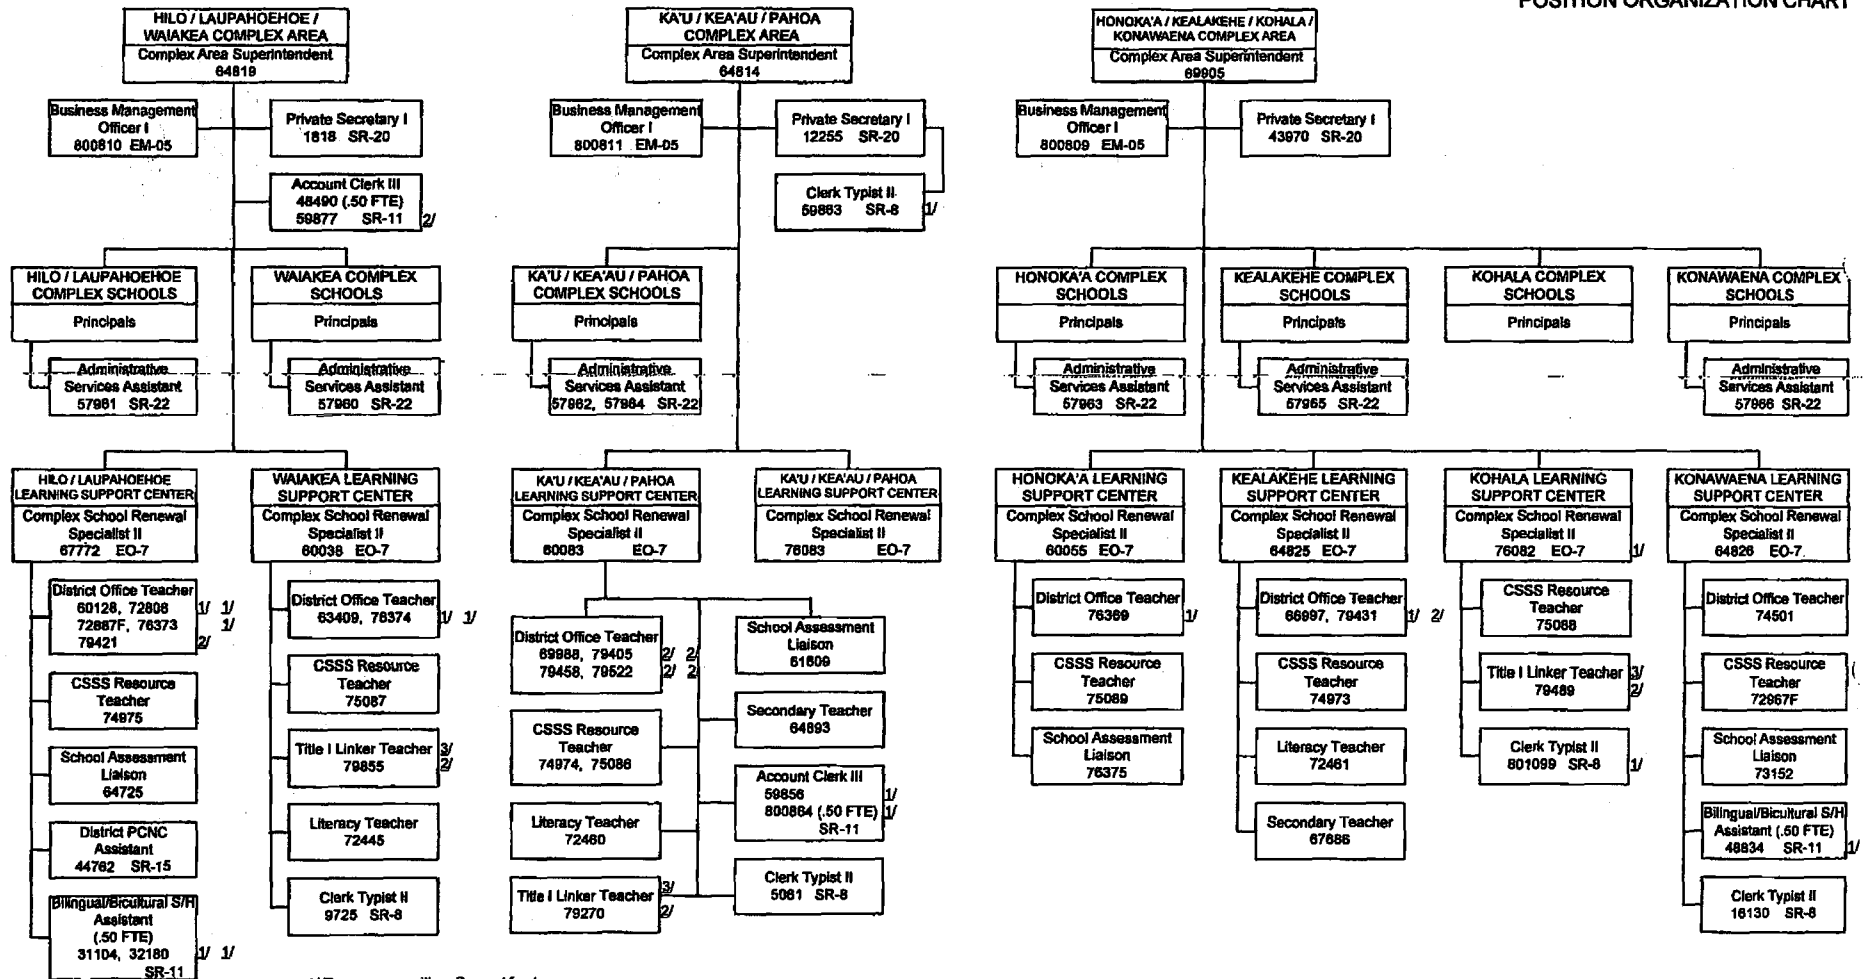 POSITION ORGANIZATION CHART
HILO / LAUPAHOEHOE /
WAIAKEA COMPLEX AREA
Complex Area Superintendent
64819
Business Management
Officer I
800810 EM-05
Private Secretary I
1818 SR-20
Account Clerk III
48490 (.50 FTE)
59877 SR-11 2/
HILO / LAUPAHOEHOE
COMPLEX SCHOOLS
Principals
Administrative
Services Assistant
57981 SR-22
WAIAKEA COMPLEX
SCHOOLS
Principals
Administrative
Services Assistant
57960 SR-22
HILO / LAUPAHOEHOE
LEARNING SUPPORT CENTER
Complex School Renewal
Specialist II
67772 EO-7
District Office Teacher
60128, 72808 1/ 1/
72887F, 76373 1/
79421 2/
CSSS Resource
Teacher
74975
School Assessment
Liaison
64725
District PCNC
Assistant
44762 SR-15
Bilingual/Bicultural S/H
Assistant
(.50 FTE)
31104, 32180 1/ 1/
SR-11
WAIAKEA LEARNING
SUPPORT CENTER
Complex School Renewal
Specialist II
60038 EO-7
District Office Teacher
63409, 76374 1/ 1/
CSSS Resource
Teacher
75087
Title I Linker Teacher 3/
79855 2/
Literacy Teacher
72445
Clerk Typist II
9725 SR-8
KA'U / KEA'AU / PAHOA
COMPLEX AREA
Complex Area Superintendent
64814
Business Management
Officer I
800811 EM-05
Private Secretary I
12255 SR-20
Clerk Typist II
59863 SR-8 1/
KA'U / KEA'AU / PAHOA
COMPLEX SCHOOLS
Principals
Administrative
Services Assistant
57962, 57964 SR-22
KA'U / KEA'AU / PAHOA
LEARNING SUPPORT CENTER
Complex School Renewal
Specialist II
60083 EO-7
KA'U / KEA'AU / PAHOA
LEARNING SUPPORT CENTER
Complex School Renewal
Specialist II
76083 EO-7
District Office Teacher
69988, 79405 2/ 2/
79458, 79522 2/ 2/
CSSS Resource
Teacher
74974, 75086
Literacy Teacher
72460
Title I Linker Teacher 3/
79270 2/
School Assessment
Liaison
61609
Secondary Teacher
64893
Account Clerk III
59856 1/
800864 (.50 FTE) 1/
SR-11
Clerk Typist II
5081 SR-8
HONOKA'A / KEALAKEHE / KOHALA /
KONAWAENA COMPLEX AREA
Complex Area Superintendent
69905
Business Management
Officer I
800809 EM-05
Private Secretary I
43970 SR-20
HONOKA'A COMPLEX
SCHOOLS
Principals
Administrative
Services Assistant
57963 SR-22
KEALAKEHE COMPLEX
SCHOOLS
Principals
Administrative
Services Assistant
57965 SR-22
KOHALA COMPLEX
SCHOOLS
Principals
KONAWAENA COMPLEX
SCHOOLS
Principals
Administrative
Services Assistant
57966 SR-22
HONOKA'A LEARNING
SUPPORT CENTER
Complex School Renewal
Specialist II
60055 EO-7
District Office Teacher
76369 1/
CSSS Resource
Teacher
75089
School Assessment
Liaison
76375
KEALAKEHE LEARNING
SUPPORT CENTER
Complex School Renewal
Specialist II
64825 EO-7
District Office Teacher
66997, 79431 1/ 2/
CSSS Resource
Teacher
74973
Literacy Teacher
72461
Secondary Teacher
67686
KOHALA LEARNING
SUPPORT CENTER
Complex School Renewal
Specialist II
76082 EO-7 1/
CSSS Resource
Teacher
75088
Title I Linker Teacher 3/
79489 2/
Clerk Typist II
801099 SR-8 1/
KONAWAENA LEARNING
SUPPORT CENTER
Complex School Renewal
Specialist II
64826 EO-7
District Office Teacher
74501
CSSS Resource
Teacher
72967F
School Assessment
Liaison
73152
Bilingual/Bicultural S/H
Assistant (.50 FTE)
48834 SR-11 1/
Clerk Typist II
16130 SR-8